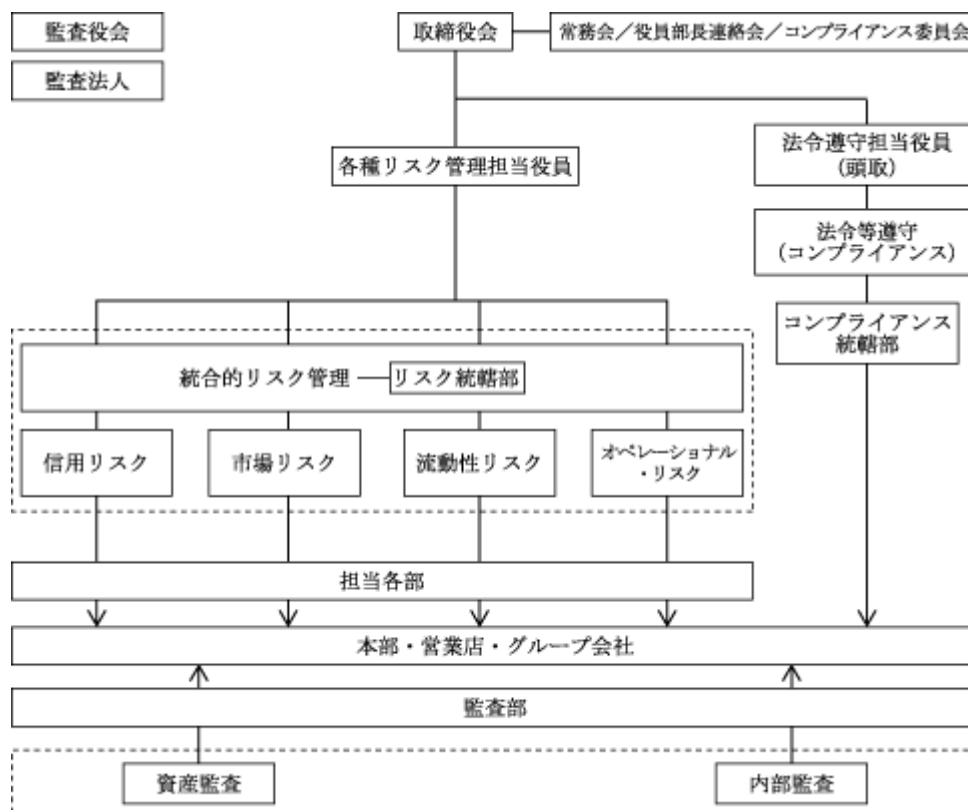 監査役会
取締役会
常務会／役員部長連絡会／コンプライアンス委員会
監査法人
各種リスク管理担当役員
法令遵守担当役員
(頭取)
法令等遵守
(コンプライアンス)
コンプライアンス
統轄部
統合的リスク管理
リスク統轄部
信用リスク
市場リスク
流動性リスク
オペレーショナル
・リスク
担当各部
本部・営業店・グループ会社
監査部
資産監査
内部監査